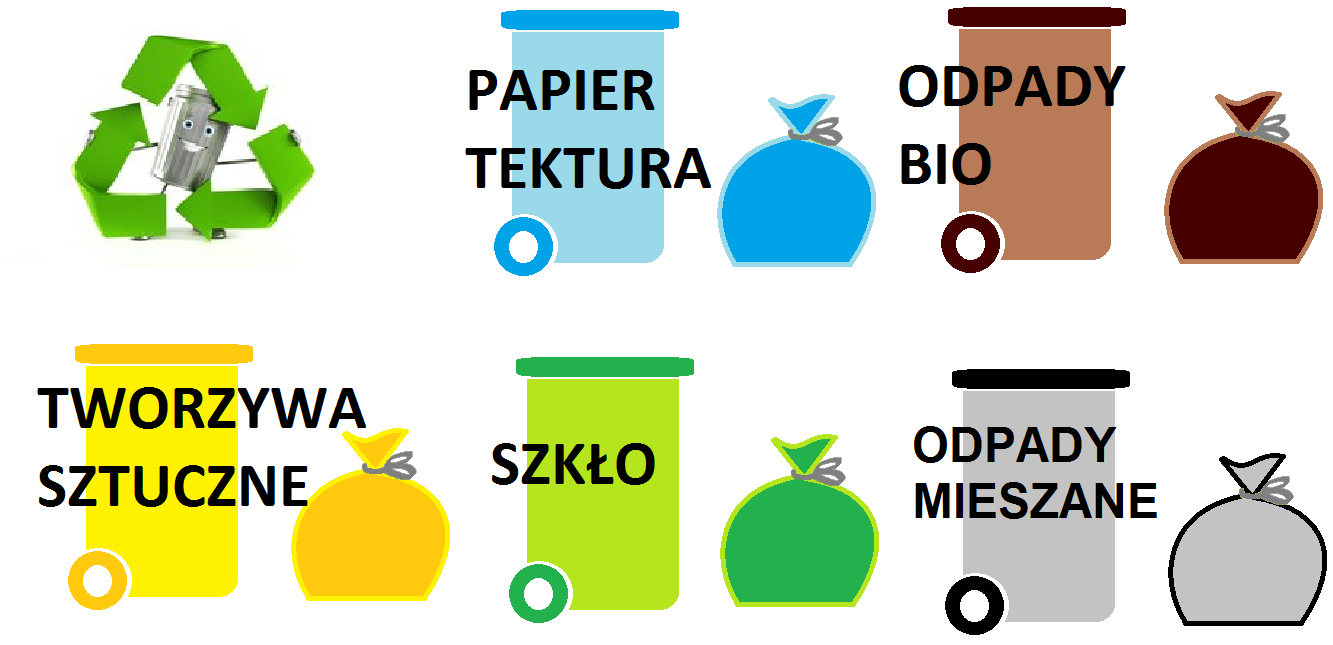 PAPIER
TEKTURA
ODPADY
BIO
TWORZYWA
SZTUCZNE
SZKŁO
ODPADY
MIESZANE